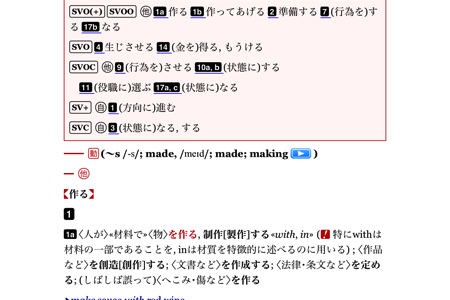 SVO(+) SVOO 他 1a 作る 1b 作ってあげる 2 準備する 7 (行為を)す
る 17b なる
SVO 4 生じさせる 14 (金を)得る, もうける
SVOC 他 9 (行為を)させる 10a, b (状態に)する
11 (役職に)選ぶ 17a, c (状態に)なる
SV+ 自 1 (方向に)進む
SVC 自 3 (状態に)なる, する
動 (〜s /-s/; made, /meɪd/; made; making )
他
【作る】
1
1a 〈人が〉«材料で»〈物〉を作る, 制作[製作]する «with, in» (! 特にwithは
材料の一部であることを, inは材質を特徴的に述べるのに用いる) ; 〈作品
など〉を創造[創作]する; 〈文書など〉を作成する; 〈法律・条文など〉を定め
る; (しばしば誤って)〈へこみ・傷など〉を作る
▶make sauce with red wine